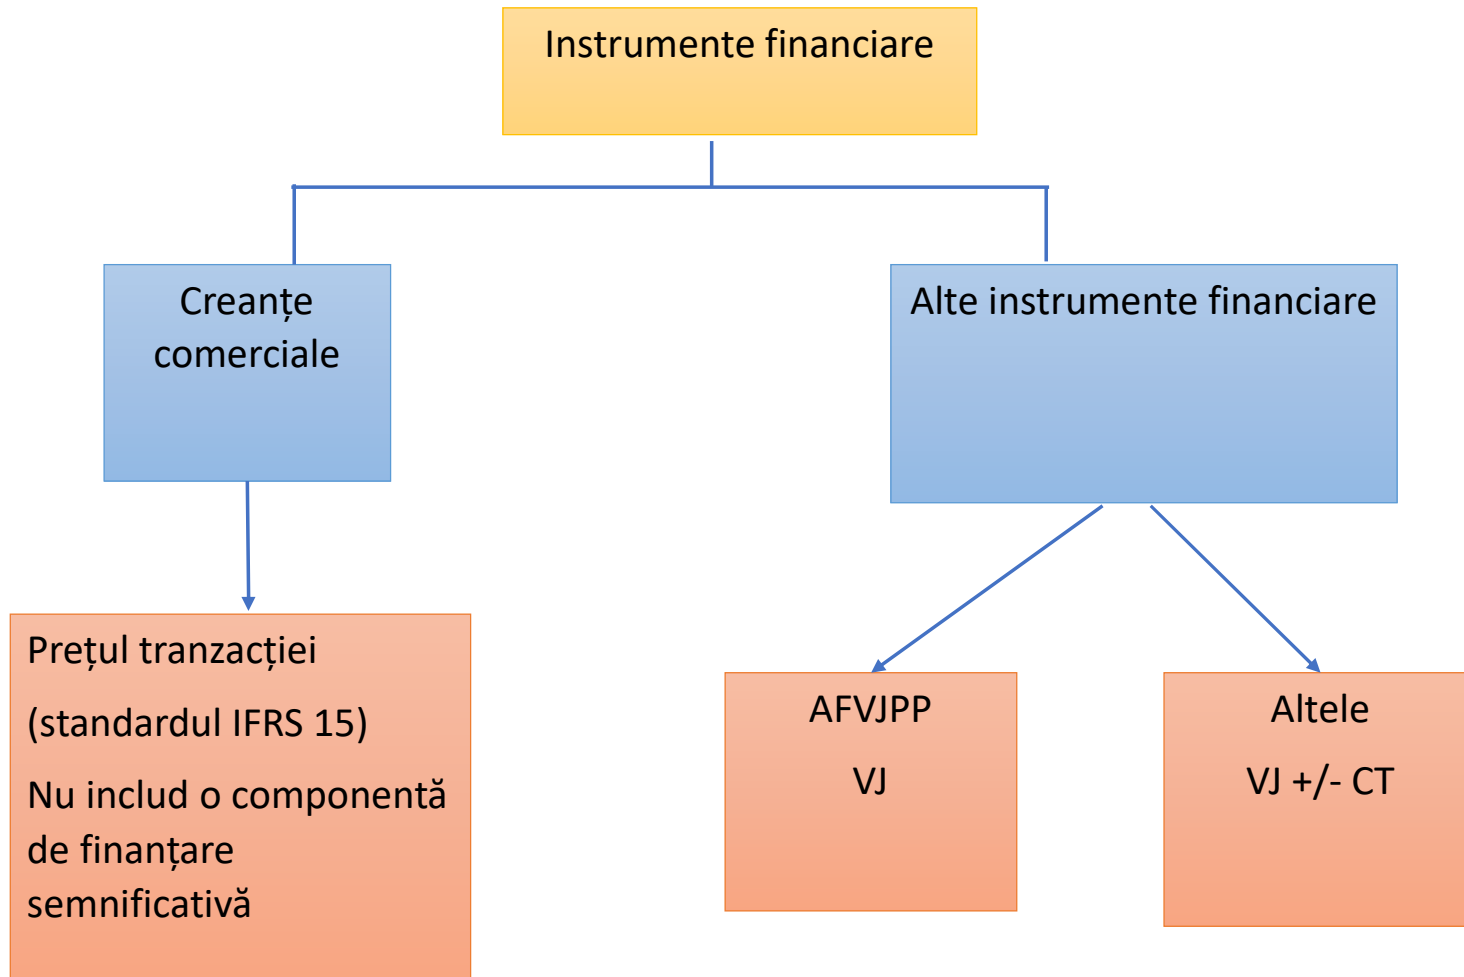 Instrumente financiare
Creanțe
comerciale
Alte instrumente financiare
Prețul tranzacției
(standardul IFRS 15)
Nu includ o componentă
de finanțare
semnificativă
AFVJPP
VJ
Altele
VJ +/- CT